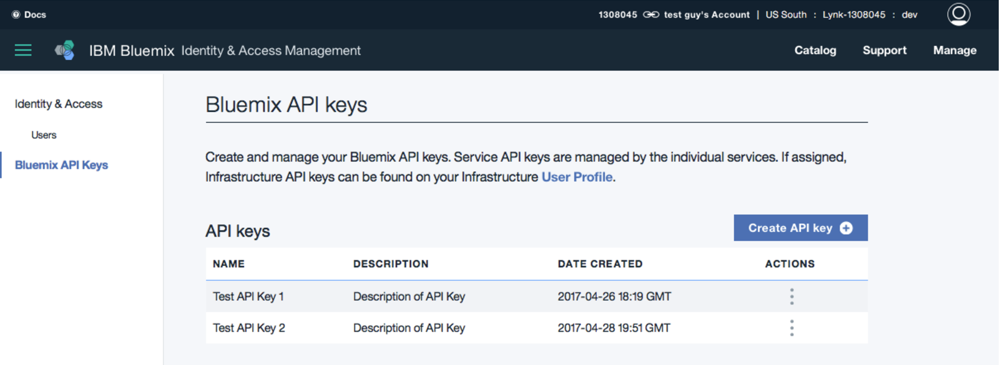 Docs
1308045 test guy's Account | US South : Lynk-1308045 : dev
IBM Bluemix Identity & Access Management
Catalog Support Manage
Identity & Access
Users
Bluemix API Keys
Bluemix API keys
Create and manage your Bluemix API keys. Service API keys are managed by the individual services. If assigned,
Infrastructure API keys can be found on your Infrastructure User Profile.
API keys
Create API key
NAME DESCRIPTION DATE CREATED ACTIONS
Test API Key 1 Description of API Key 2017-04-26 18:19 GMT
Test API Key 2 Description of API Key 2017-04-28 19:51 GMT